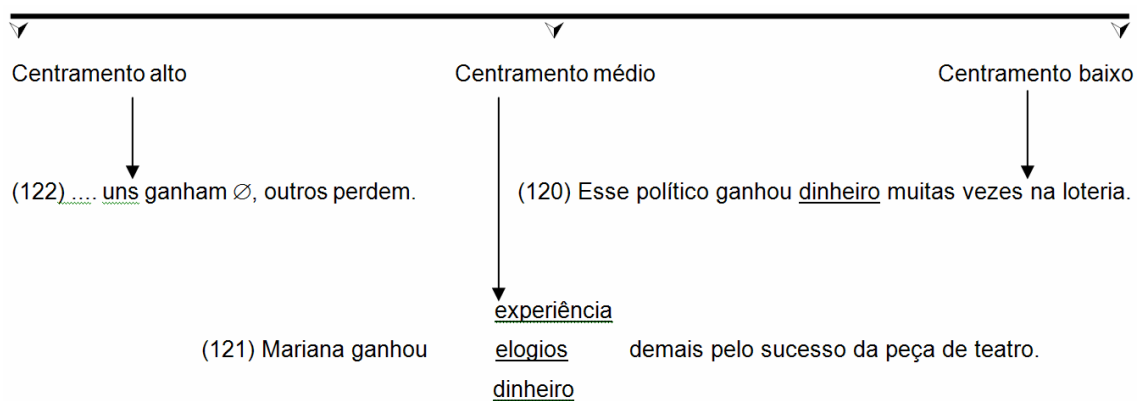 Centramento alto Centramento médio Centramento baixo
(122) .... uns ganham ∅, outros perdem. (120) Esse político ganhou dinheiro muitas vezes na loteria.
experiência
(121) Mariana ganhou elogios demais pelo sucesso da peça de teatro.
dinheiro